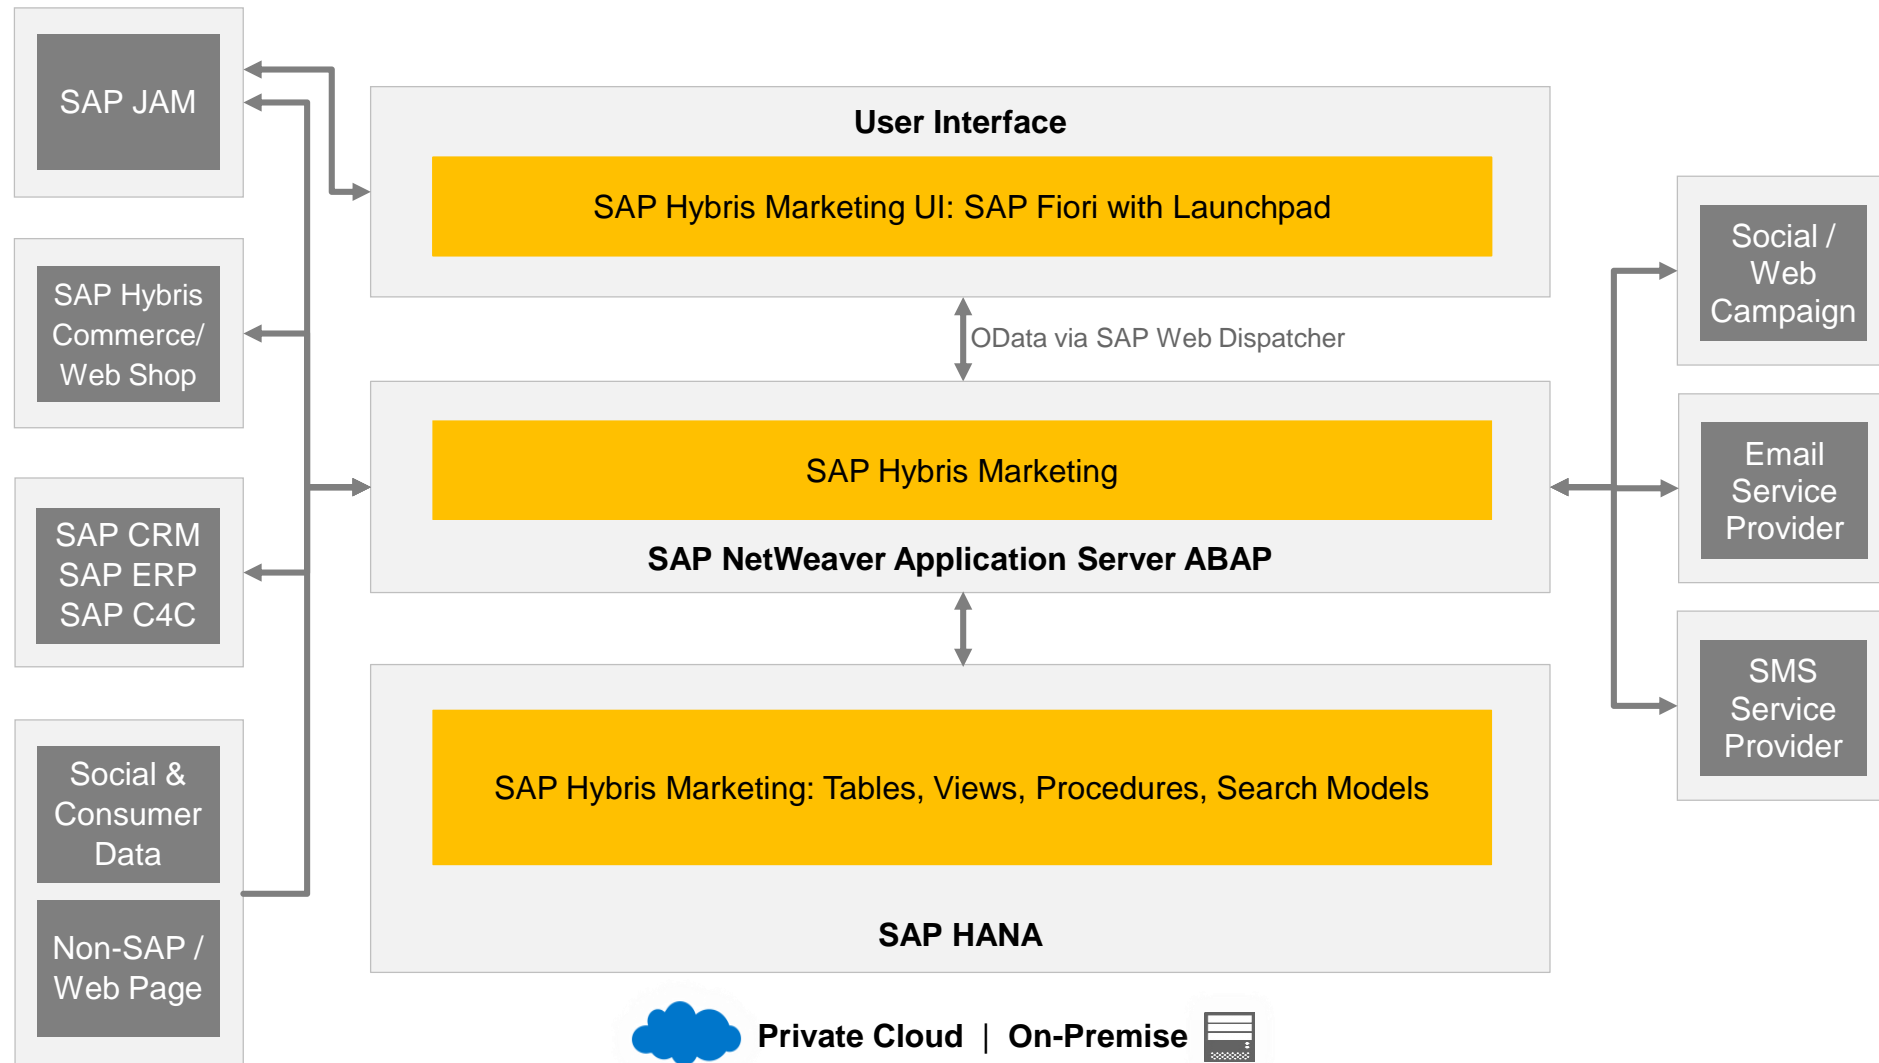 SAP JAM
SAP Hybris
Commerce/
Web Shop
SAP CRM
SAP ERP
SAP C4C
Social &
Consumer
Data
Non-SAP /
Web Page
User Interface
SAP Hybris Marketing UI: SAP Fiori with Launchpad
OData via SAP Web Dispatcher
SAP Hybris Marketing
SAP NetWeaver Application Server ABAP
SAP Hybris Marketing: Tables, Views, Procedures, Search Models
SAP HANA
Private Cloud | On-Premise
Social /
Web
Campaign
Email
Service
Provider
SMS
Service
Provider